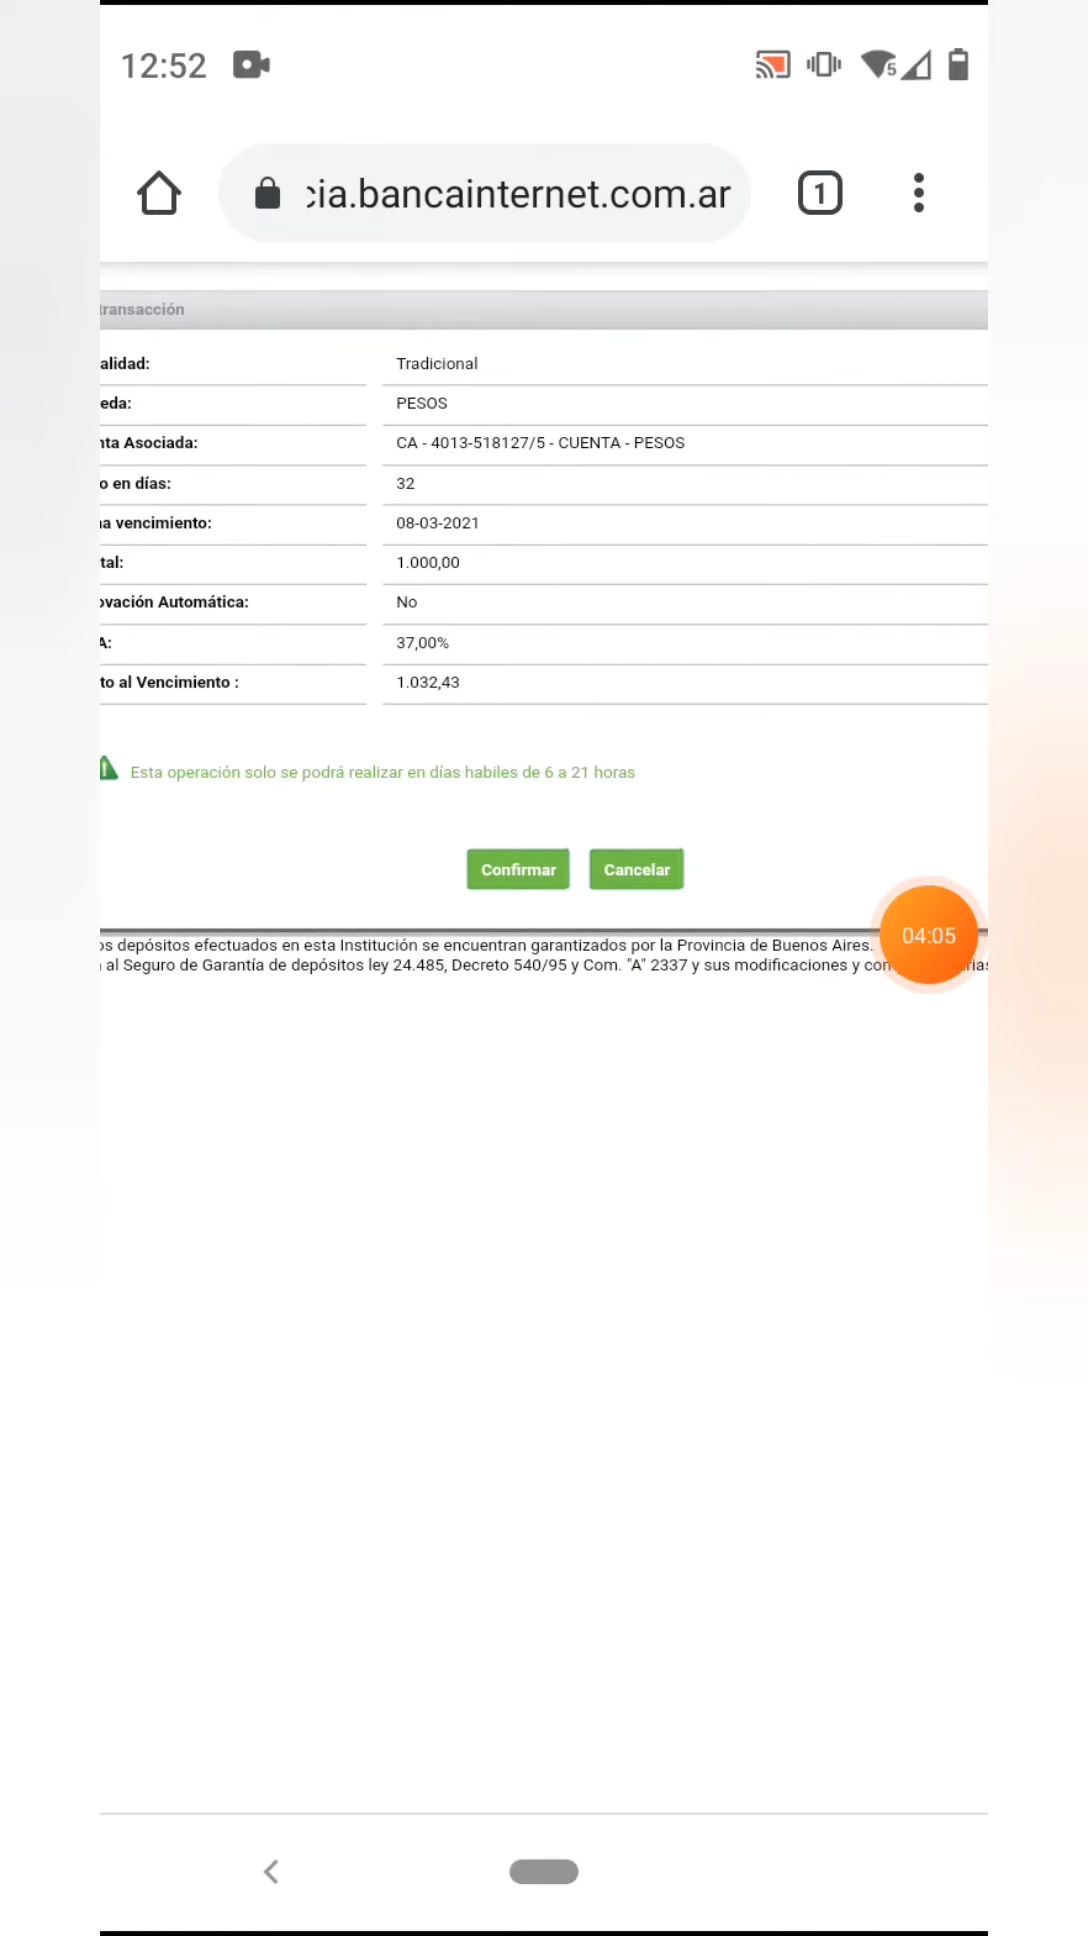 12:52
5
cia.bancainternet.com.ar
1
transacción
alidad: Tradicional
eda: PESOS
nta Asociada: CA - 4013-518127/5 - CUENTA - PESOS
o en días: 32
a vencimiento: 08-03-2021
tal: 1.000,00
ovación Automática: No
A: 37,00%
to al Vencimiento : 1.032,43
Esta operación solo se podrá realizar en días habiles de 6 a 21 horas
Confirmar Cancelar
04:05
os depósitos efectuados en esta Institución se encuentran garantizados por la Provincia de Buenos Aires.
al Seguro de Garantía de depósitos ley 24.485, Decreto 540/95 y Com. "A" 2337 y sus modificaciones y